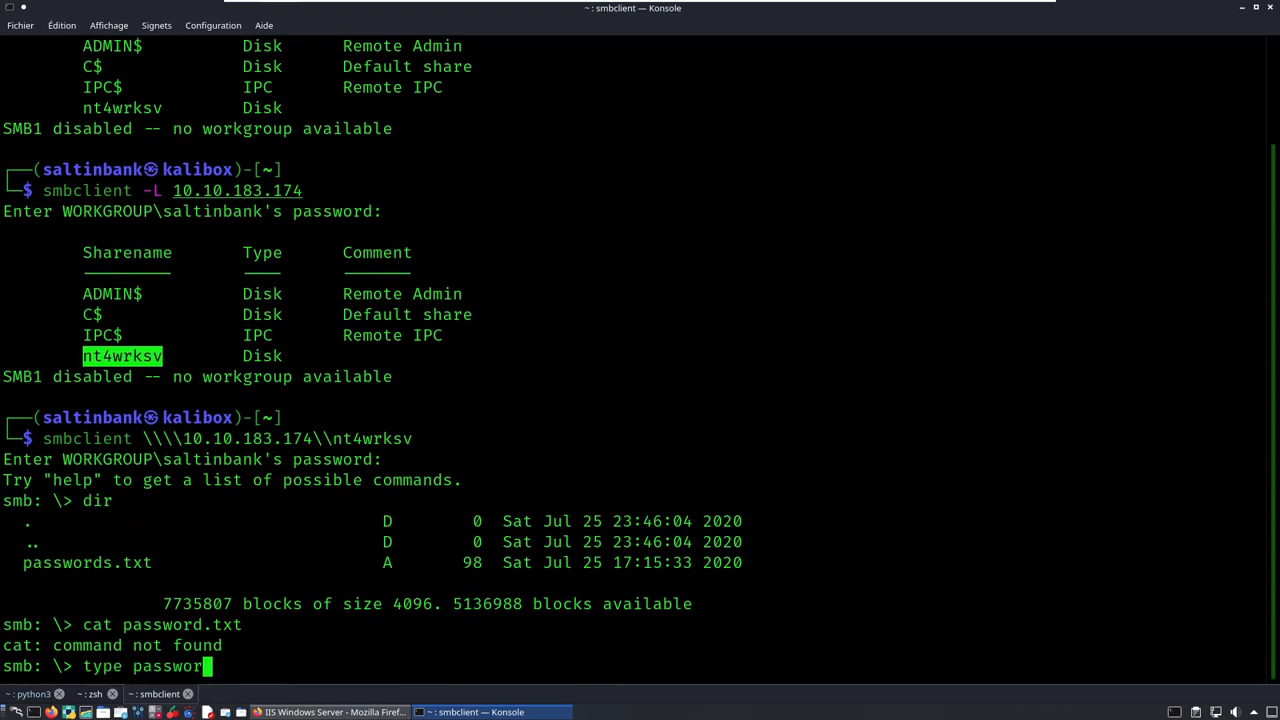 ~ : smbclient — Konsole
Fichier Édition Affichage Signets Configuration Aide
ADMIN$ Disk Remote Admin
C$ Disk Default share
IPC$ IPC Remote IPC
nt4wrksv Disk
SMB1 disabled -- no workgroup available
┌──(saltinbank㉿kalibox)-[~]
└─$ smbclient -L 10.10.183.174
Enter WORKGROUP\saltinbank's password:
Sharename Type Comment
ADMIN$ Disk Remote Admin
C$ Disk Default share
IPC$ IPC Remote IPC
nt4wrksv Disk
SMB1 disabled -- no workgroup available
┌──(saltinbank㉿kalibox)-[~]
└─$ smbclient \\\\10.10.183.174\\nt4wrksv
Enter WORKGROUP\saltinbank's password:
Try "help" to get a list of possible commands.
smb: \> dir
. D 0 Sat Jul 25 23:46:04 2020
.. D 0 Sat Jul 25 23:46:04 2020
passwords.txt A 98 Sat Jul 25 17:15:33 2020
7735807 blocks of size 4096. 5136988 blocks available
smb: \> cat password.txt
cat: command not found
smb: \> type passwor
~ : python3 ~ : zsh ~ : smbclient
IIS Windows Server - Mozilla Firef... ~ : smbclient — Konsole